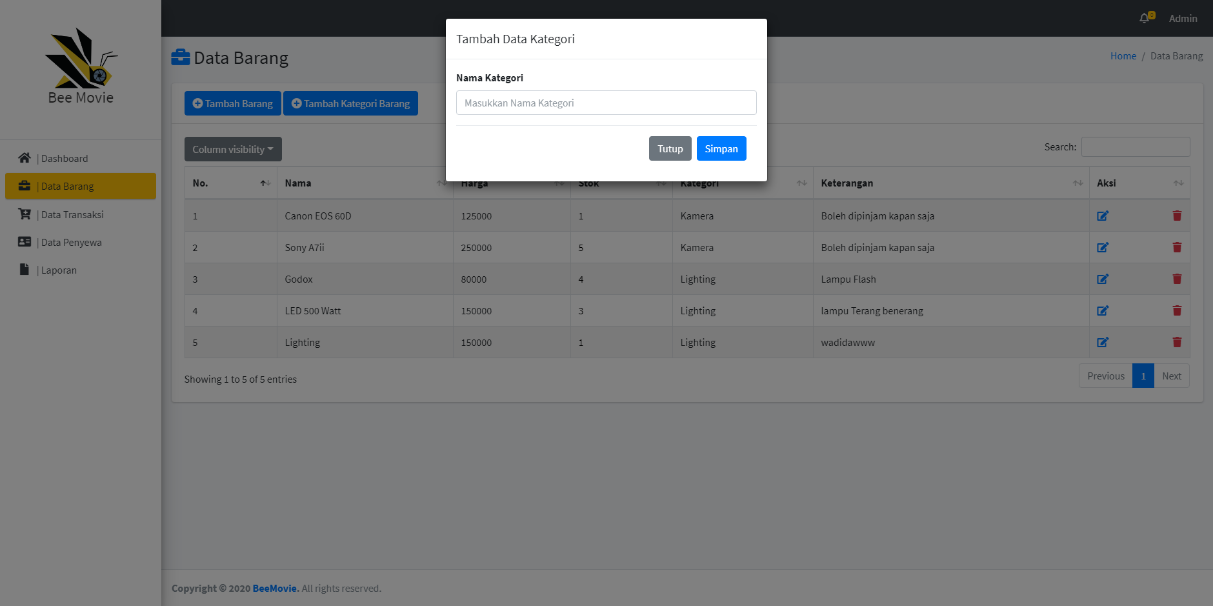 Bee Movie
| Dashboard
| Data Barang
| Data Transaksi
| Data Penyewa
| Laporan
Admin
Data Barang
Home / Data Barang
Tambah Barang Tambah Kategori Barang
Tambah Data Kategori
Nama Kategori
Masukkan Nama Kategori
Tutup Simpan
Column visibility
Search:
No. Nama Harga Stok Kategori Keterangan Aksi
1 Canon EOS 60D 125000 1 Kamera Boleh dipinjam kapan saja
2 Sony A7ii 250000 5 Kamera Boleh dipinjam kapan saja
3 Godox 80000 4 Lighting Lampu Flash
4 LED 500 Watt 150000 3 Lighting lampu Terang benerang
5 Lighting 150000 1 Lighting wadidawww
Showing 1 to 5 of 5 entries
Previous 1 Next
Copyright © 2020 BeeMovie. All rights reserved.